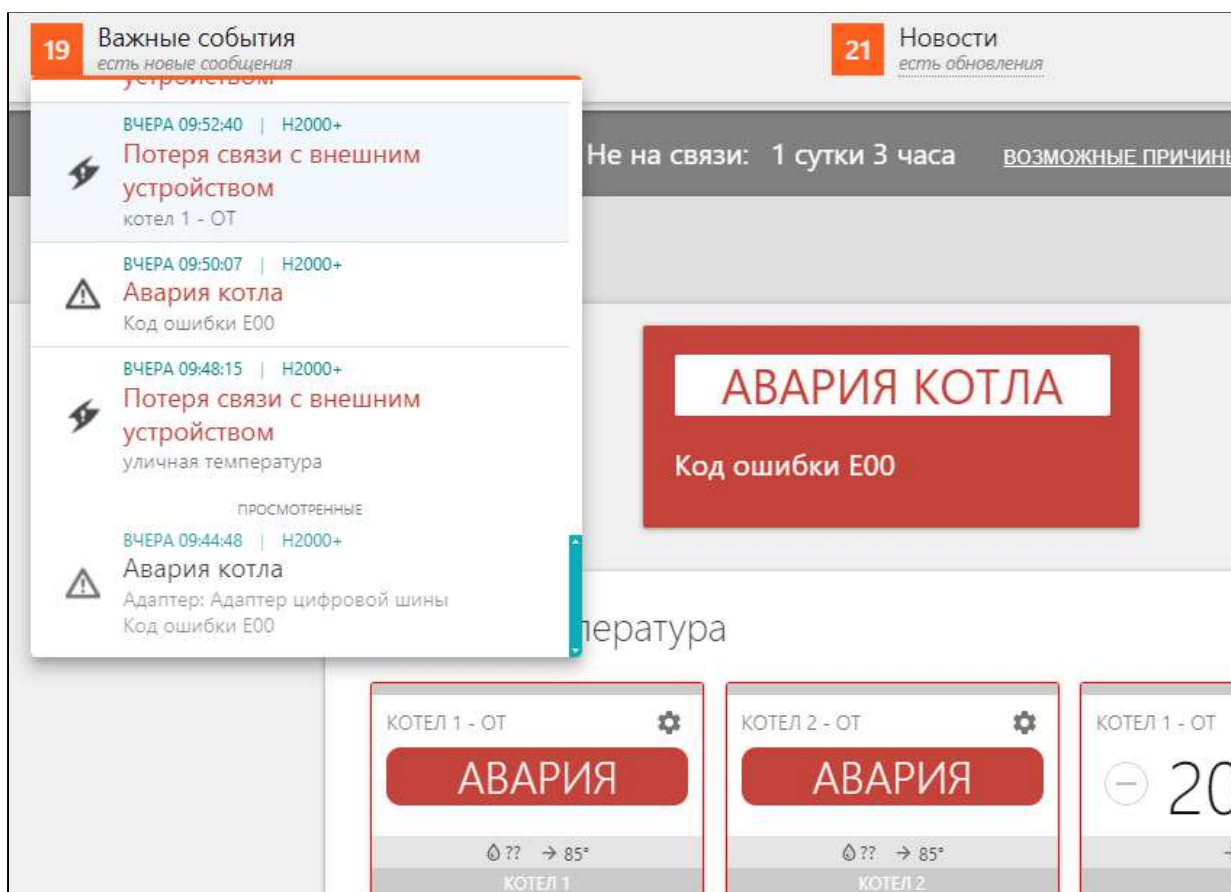 19
Важные события
есть новые сообщения
21
Новости
есть обновления
устройством
ВЧЕРА 09:52:40 | H2000+
Потеря связи с внешним
устройством
котел 1 - ОТ
ВЧЕРА 09:50:07 | H2000+
Авария котла
Код ошибки E00
ВЧЕРА 09:48:15 | H2000+
Потеря связи с внешним
устройством
уличная температура
ПРОСМОТРЕННЫЕ
ВЧЕРА 09:44:48 | H2000+
Авария котла
Адаптер: Адаптер цифровой шины
Код ошибки E00
Не на связи: 1 сутки 3 часа
ВОЗМОЖНЫЕ ПРИЧИНЫ
АВАРИЯ КОТЛА
Код ошибки E00
пература
КОТЕЛ 1 - ОТ
АВАРИЯ
?? → 85°
КОТЕЛ 1
КОТЕЛ 2 - ОТ
АВАРИЯ
?? → 85°
КОТЕЛ 2
КОТЕЛ 1 - ОТ
20